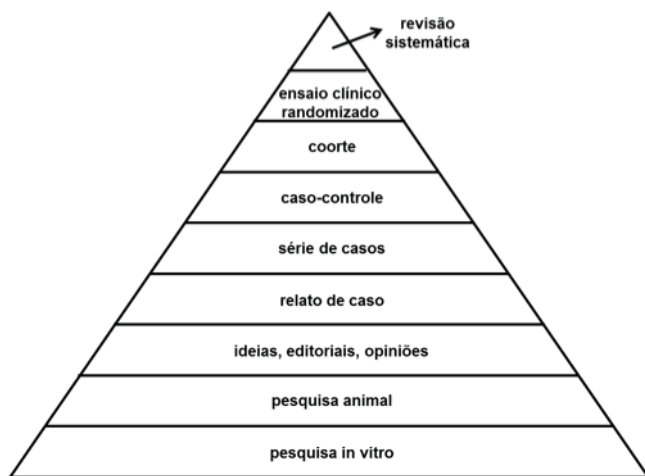 revisão
sistemática
ensaio clínico
randomizado
coorte
caso-controle
série de casos
relato de caso
ideias, editoriais, opiniões
pesquisa animal
pesquisa in vitro